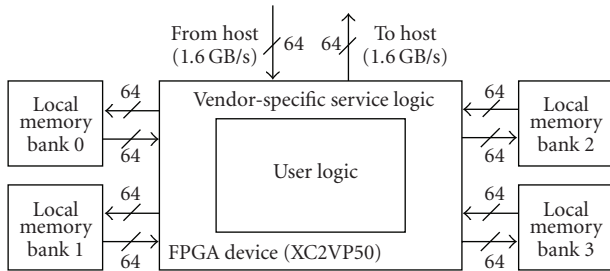 From host
(1.6 GB/s)
64
64
To host
(1.6 GB/s)
Local
memory
bank 0
64
64
Local
memory
bank 1
64
64
Vendor-specific service logic
User logic
FPGA device (XC2VP50)
64
64
Local
memory
bank 2
64
64
Local
memory
bank 3